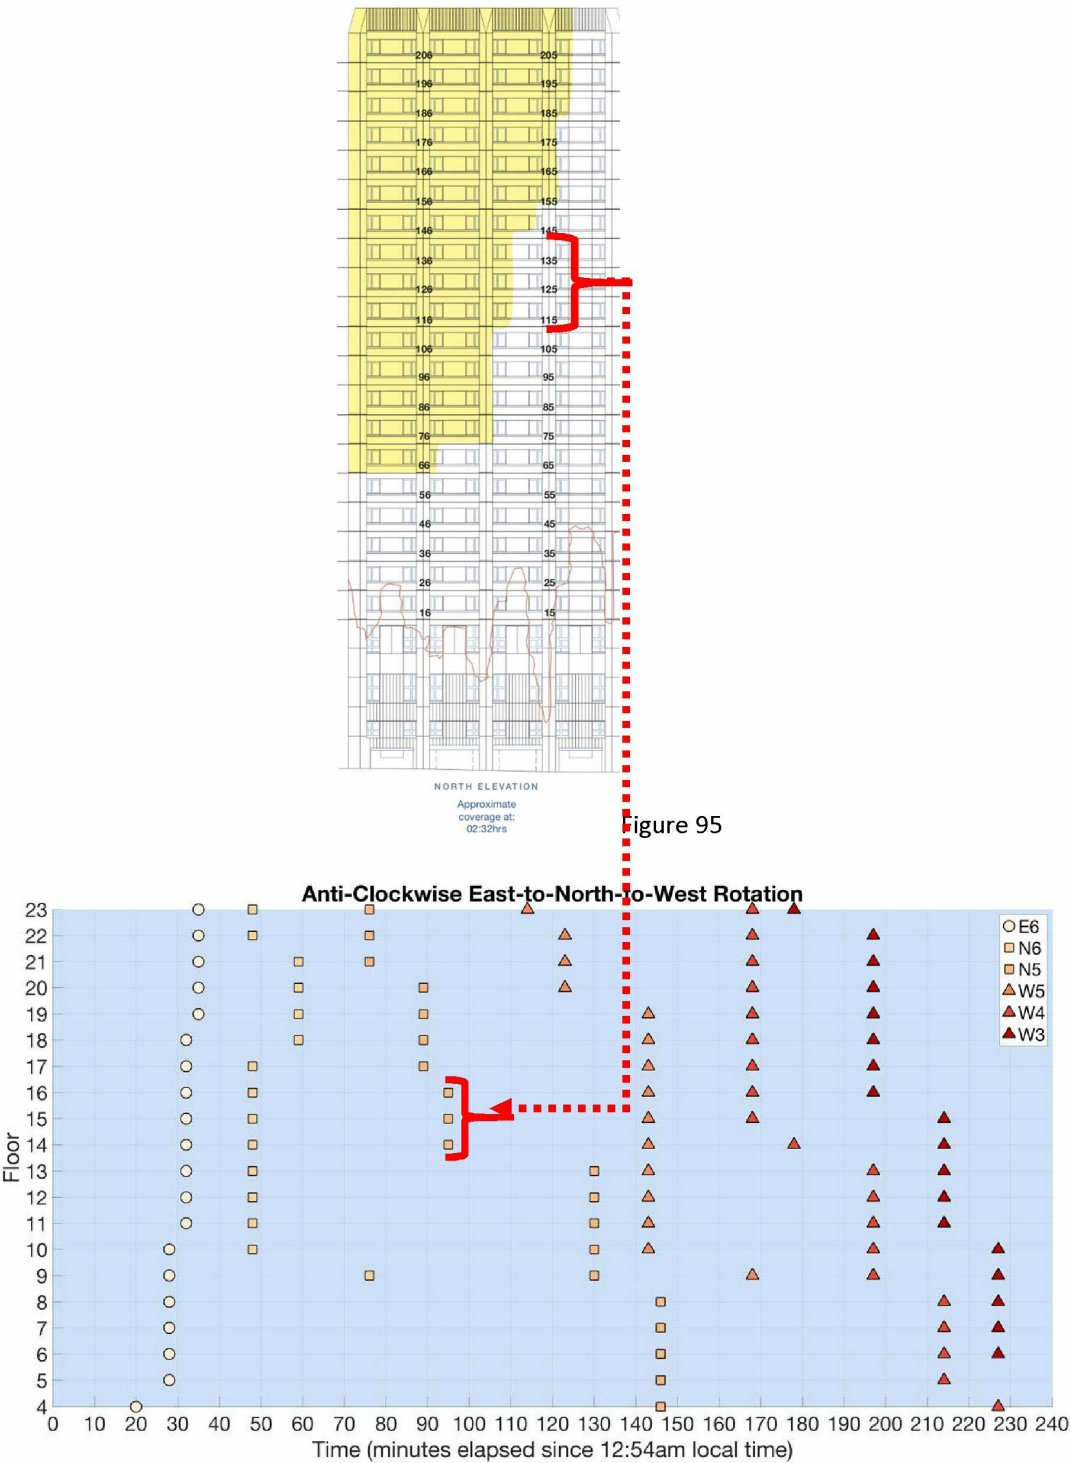 206 205
196 195
186 185
176 175
166 165
156 155
146 145
136 135
126 125
116 115
106 105
96 95
86 85
76 75
66 65
56 55
46 45
36 35
26 25
16 15
NORTH ELEVATION
Approximate
coverage at:
02:32hrs
Figure 95
Anti-Clockwise East-to-North-to-West Rotation
23
22
21
20
19
18
17
16
15
14
13
12
11
10
9
8
7
6
5
4
Floor
E6
N6
N5
W5
W4
W3
0 10 20 30 40 50 60 70 80 90 100 110 120 130 140 150 160 170 180 190 200 210 220 230 240
Time (minutes elapsed since 12:54am local time)